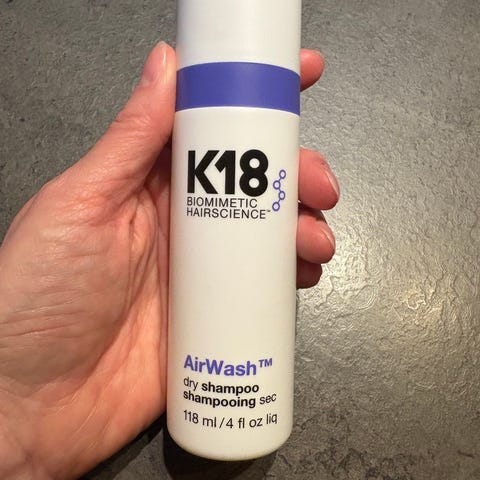 K18
BIOMIMETIC
HAIRSCIENCE™
AirWash™
dry shampoo
shampooing sec
118 ml/4 fl oz liq